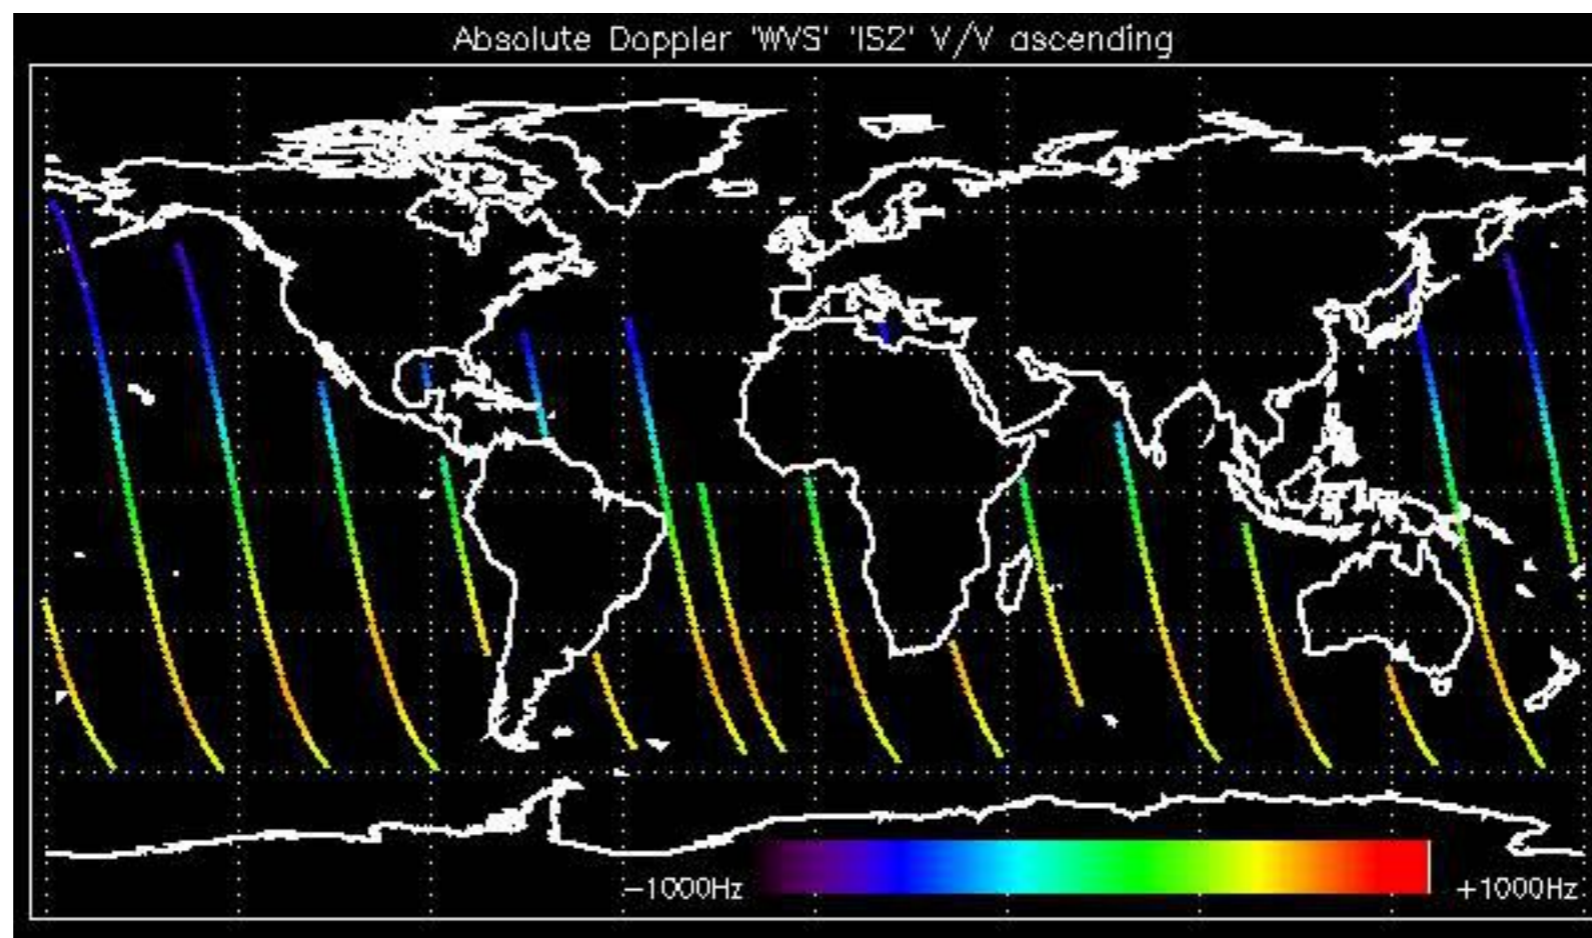 Absolute Doppler 'WVS' 'IS2' V/V ascending
−1000Hz
+1000Hz